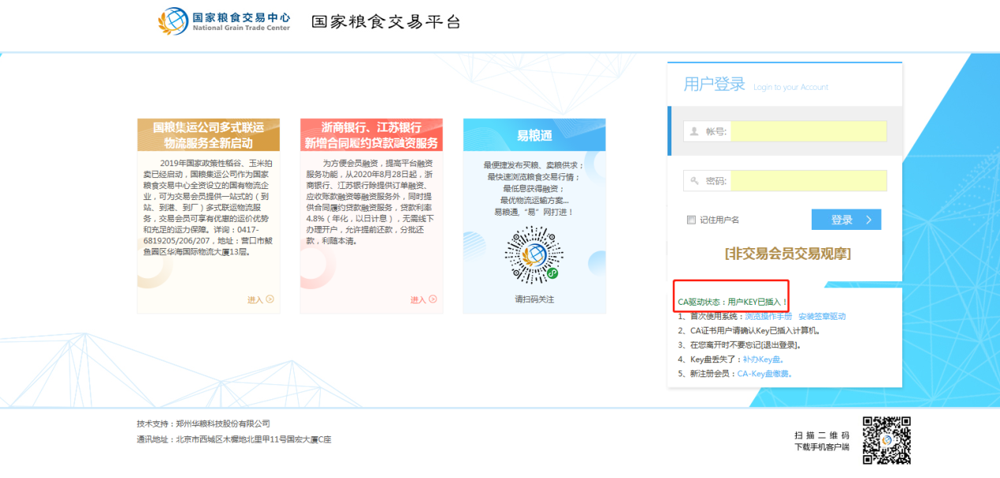 国家粮食交易中心
National Grain Trade Center
国家粮食交易平台
国粮集运公司多式联运
物流服务全新启动
2019年国家政策性稻谷、玉米拍
卖已经启动，国粮集运公司作为国家
粮食交易中心全资设立的国有物流企
业，可为交易会员提供一站式的（到
站、到港、到厂）多式联运物流服
务，交易会员可享有优惠的运价优势
和充足的运力保障。详询：0417-
6819205/206/207，地址：营口市鲅
鱼圈区华海国际物流大厦13层。
进入
浙商银行、江苏银行
新增合同履约贷款融资服务
为方便会员融资，提高平台融资
服务功能，从2020年8月28日起，浙
商银行、江苏银行除提供订单融资、
应收账款融资等融资服务外，同时提
供合同履约贷款融资服务，贷款利率
4.8%（年化，以日计息），无需线下
办理开户，允许提前还款，分批还
款，利随本清。
进入
易粮通
最便捷发布买粮、卖粮供求；
最快速浏览粮食交易行情；
最低息获得融资；
最优物流运输方案...
易粮通，“易”网打进！
请扫码关注
用户登录 Login to your Account
帐号:
密码:
记住用户名
登录 >
[非交易会员交易观摩]
CA驱动状态：用户KEY已插入！
1、首次使用系统：浏览操作手册 安装签章驱动
2、CA证书用户请确认Key已插入计算机。
3、在您离开时不要忘记[退出登录]。
4、Key盘丢失了：补办Key盘。
5、新注册会员：CA-Key盘缴费。
技术支持：郑州华粮科技股份有限公司
通讯地址：北京市西城区木樨地北里甲11号国宏大厦C座
扫描二维码
下载手机客户端